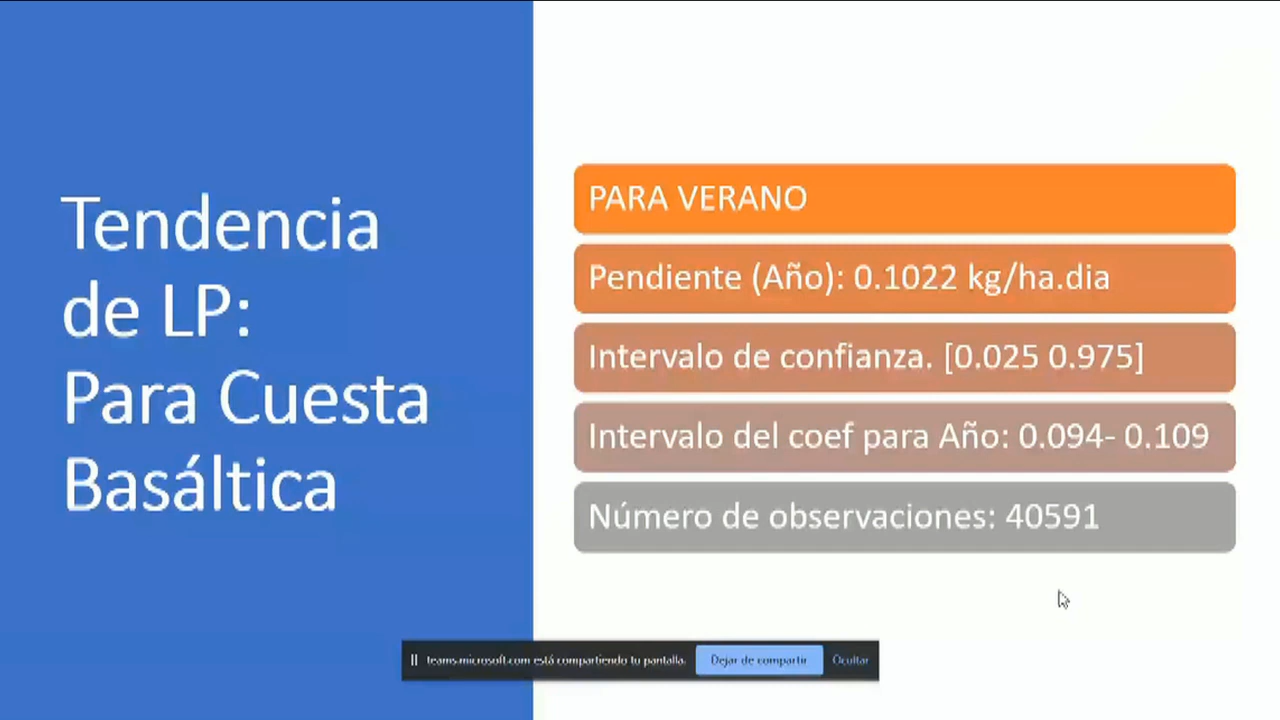 Tendencia
de LP:
Para Cuesta
Basáltica
PARA VERANO
Pendiente (Año): 0.1022 kg/ha.dia
Intervalo de confianza. [0.025 0.975]
Intervalo del coef para Año: 0.094- 0.109
Número de observaciones: 40591
teams.microsoft.com está compartiendo tu pantalla.
Dejar de compartir
Ocultar